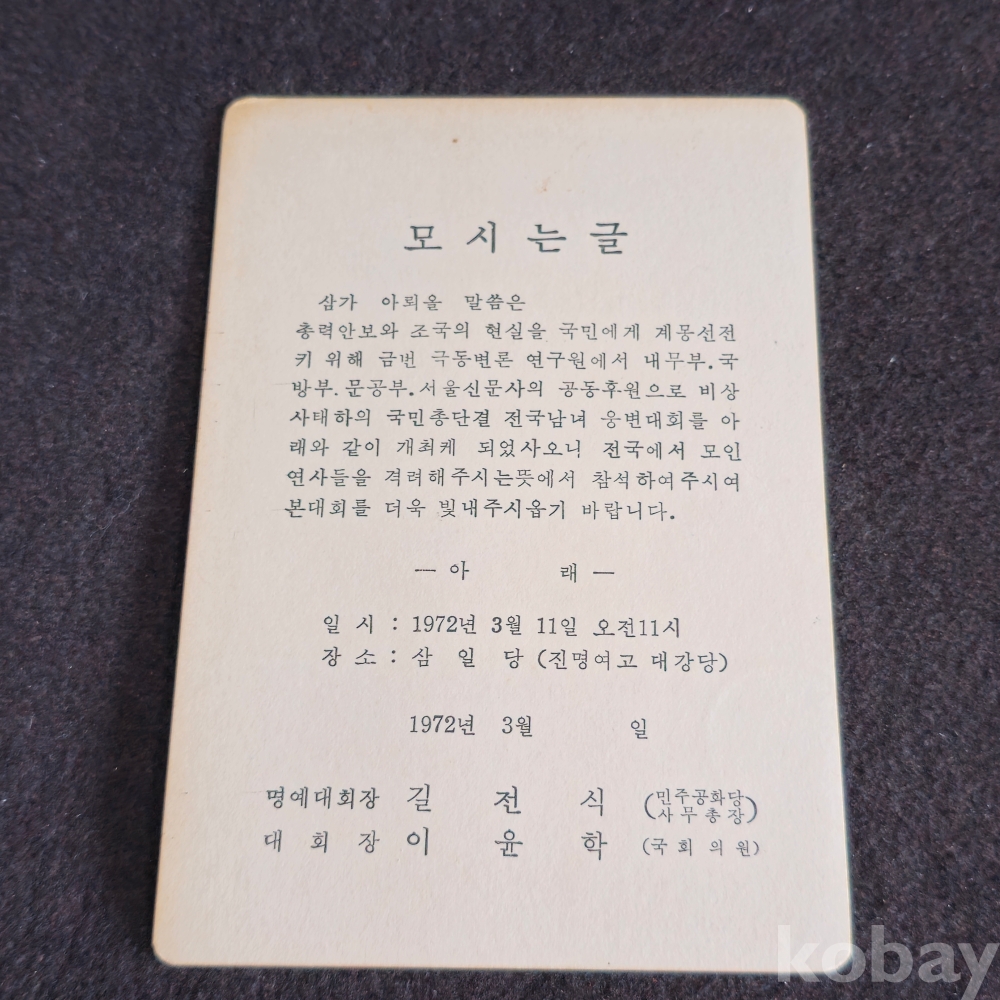 모 시 는 글
삼가 아뢰올 말씀은
총력안보와 조국의 현실을 국민에게 계몽선전
키 위해 금번 극동변론 연구원에서 내무부.국
방부.문공부.서울신문사의 공동후원으로 비상
사태하의 국민총단결 전국남녀 웅변대회를 아
래와 같이 개최케 되었사오니 전국에서 모인
연사들을 격려해주시는뜻에서 참석하여주시여
본대회를 더욱 빛내주시옵기 바랍니다.
—아 래—
일 시 : 1972년 3월 11일 오전11시
장 소 : 삼 일 당 (진명여고 대강당)
1972년 3월 일
명예대회장 길 전 식 (민주공화당 사무총장)
대 회 장 이 윤 학 (국 회 의 원)
kobay